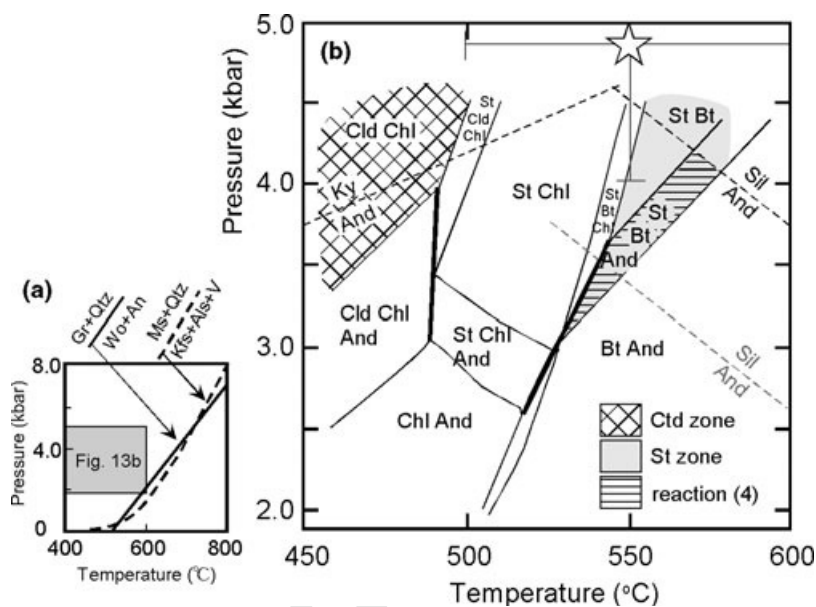 (a)
Gr+Qtz
Wo+An
Ms+Qtz
Kfs+Als+V
Pressure (kbar)
8.0
4.0
0
Fig. 13b
400
600
800
Temperature (℃)
(b)
Pressure (kbar)
5.0
4.0
3.0
2.0
Cld Chl
St
Cld
Chl
Ky
And
St Chl
St
Bt
Chl
St Bt
Sil
And
St
Bt
And
Cld Chl
And
St Chl
And
Bt And
Sil
And
Chl And
Ctd zone
St zone
reaction (4)
450
500
550
600
Temperature (°C)